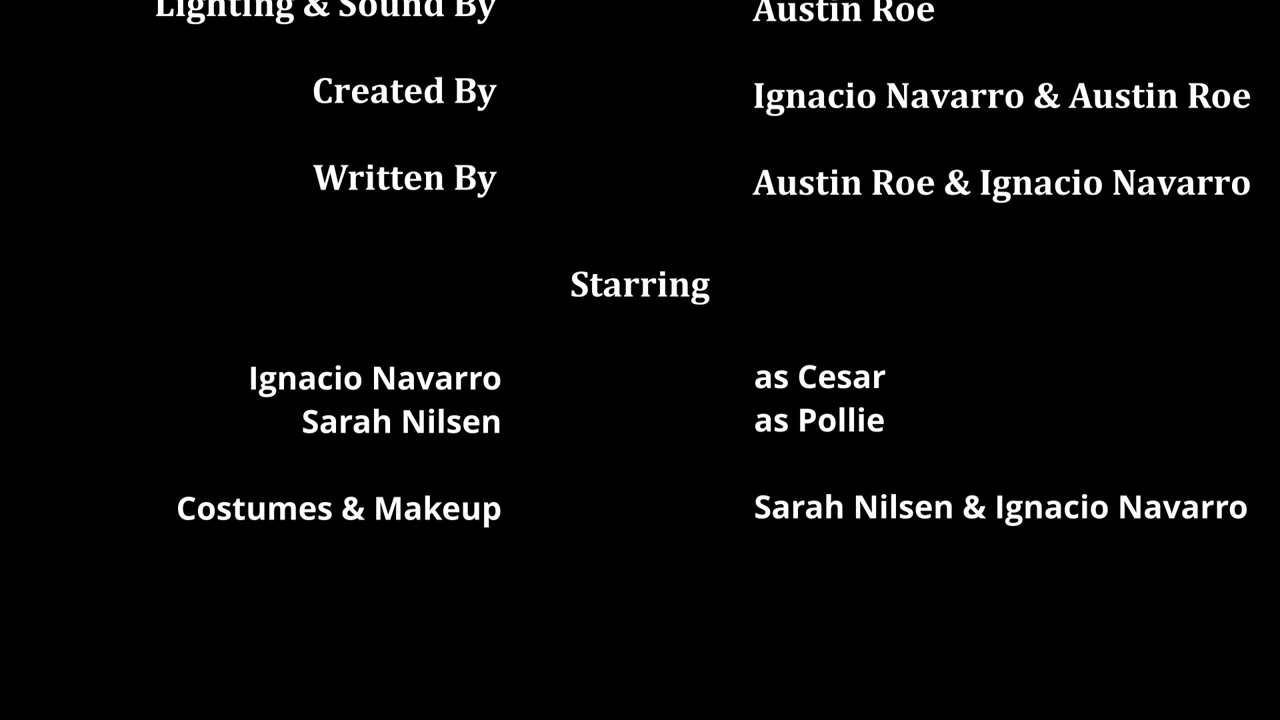 Lighting & Sound By Austin Roe
Created By Ignacio Navarro & Austin Roe
Written By Austin Roe & Ignacio Navarro
Starring
Ignacio Navarro as Cesar
Sarah Nilsen as Pollie
Costumes & Makeup Sarah Nilsen & Ignacio Navarro